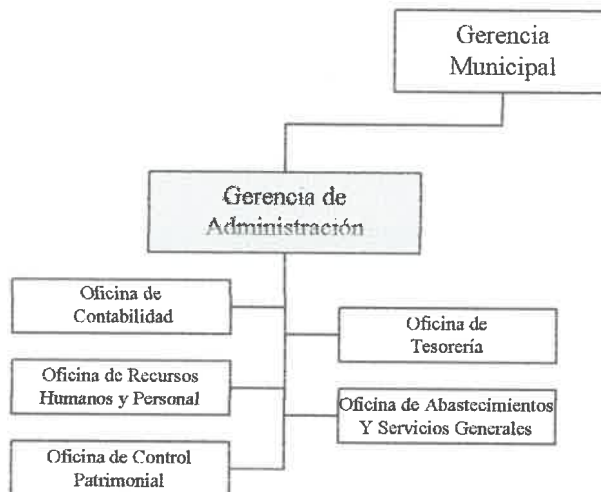 Gerencia
Municipal
Gerencia de
Administración
Oficina de
Contabilidad
Oficina de
Tesorería
Oficina de Recursos
Humanos y Personal
Oficina de Abastecimientos
Y Servicios Generales
Oficina de Control
Patrimonial